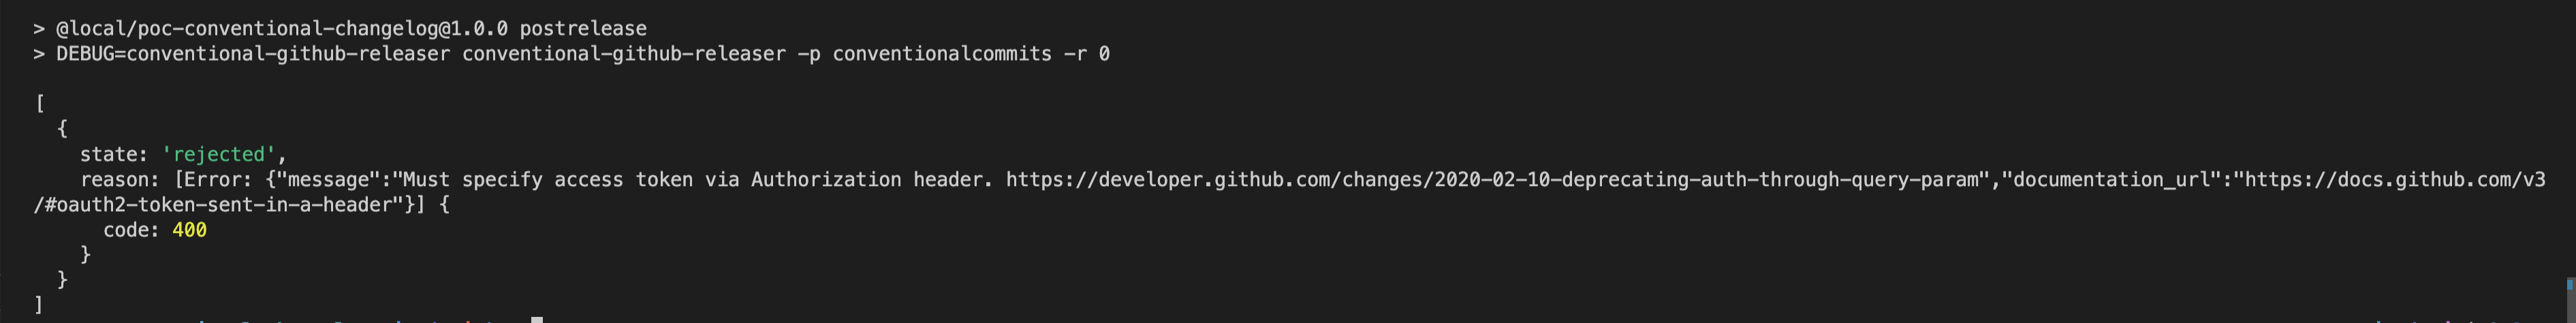 > @local/poc-conventional-changelog@1.0.0 postrelease
> DEBUG=conventional-github-releaser conventional-github-releaser -p conventionalcommits -r 0
[
{
state: 'rejected',
reason: [Error: {"message":"Must specify access token via Authorization header. https://developer.github.com/changes/2020-02-10-deprecating-auth-through-query-param","documentation_url":"https://docs.github.com/v3
/#oauth2-token-sent-in-a-header"}] {
code: 400
}
}
]